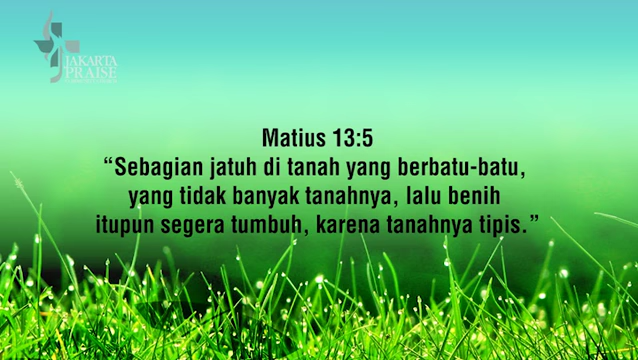 JAKARTA
PRAISE
Matius 13:5
“Sebagian jatuh di tanah yang berbatu-batu,
yang tidak banyak tanahnya, lalu benih
itupun segera tumbuh, karena tanahnya tipis.”